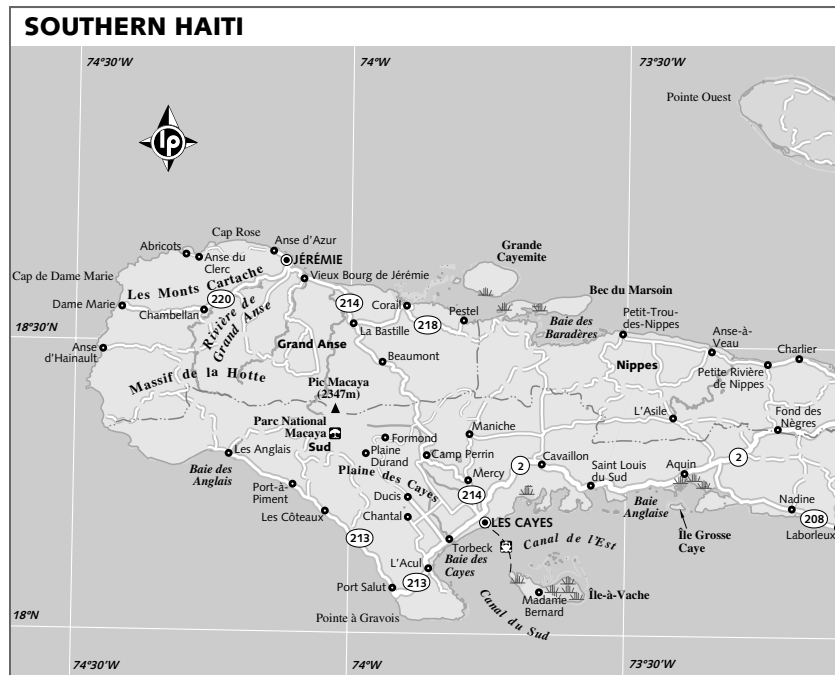 SOUTHERN HAITI
74°30'W
74°W
73°30'W
Pointe Ouest
lp
Cap Rose
Anse d'Azur
Abricots
Anse du
Clerc
JÉRÉMIE
Grande
Cayemite
Cap de Dame Marie
Les Monts Cartache
Vieux Bourg de Jérémie
Bec du Marsoin
Dame Marie
220
Chambellan
Rivière de
Grand Anse
214
Corail
218
Pestel
Baie des
Baradères
Petit-Trou-
des-Nippes
18°30'N
La Bastille
Anse
d'Hainault
Grand Anse
Beaumont
Anse-à-
Veau
Charlier
Nippes
Petite Rivière
de Nippes
Massif de la Hotte
Pic Macaya
(2347m)
L'Asile
Fond des
Nègres
Parc National
Macaya
Sud
Formond
Maniche
Les Anglais
Plaine
Durand
Camp Perrin
2
Cavaillon
2
Baie des
Anglais
Plaine des Cayes
Mercy
Saint Louis
du Sud
Aquin
Port-à-
Piment
Ducis
214
Baie
Anglaise
Nadine
Les Côteaux
Chantal
LES CAYES
Île Grosse
Caye
208
Laborleux
213
Torbeck
Canal de l'Est
L'Acul
Baie des
Cayes
213
Port Salut
Madame
Bernard
Île-à-Vache
18°N
Pointe à Gravois
Canal du Sud
74°30'W
74°W
73°30'W